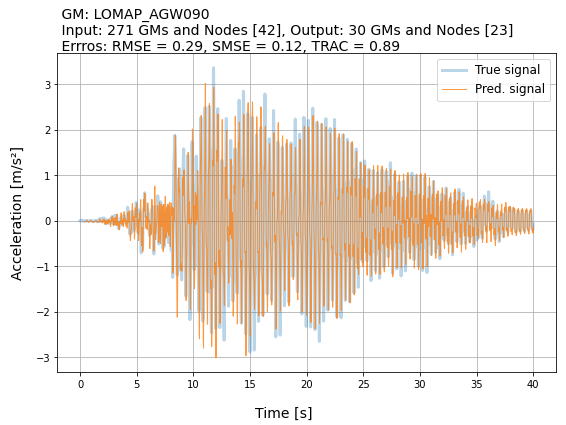 GM: LOMAP_AGW090
Input: 271 GMs and Nodes [42], Output: 30 GMs and Nodes [23]
Errros: RMSE = 0.29, SMSE = 0.12, TRAC = 0.89
True signal
Pred. signal
3
2
1
0
−1
−2
−3
Acceleration [m/s²]
0 5 10 15 20 25 30 35 40
Time [s]